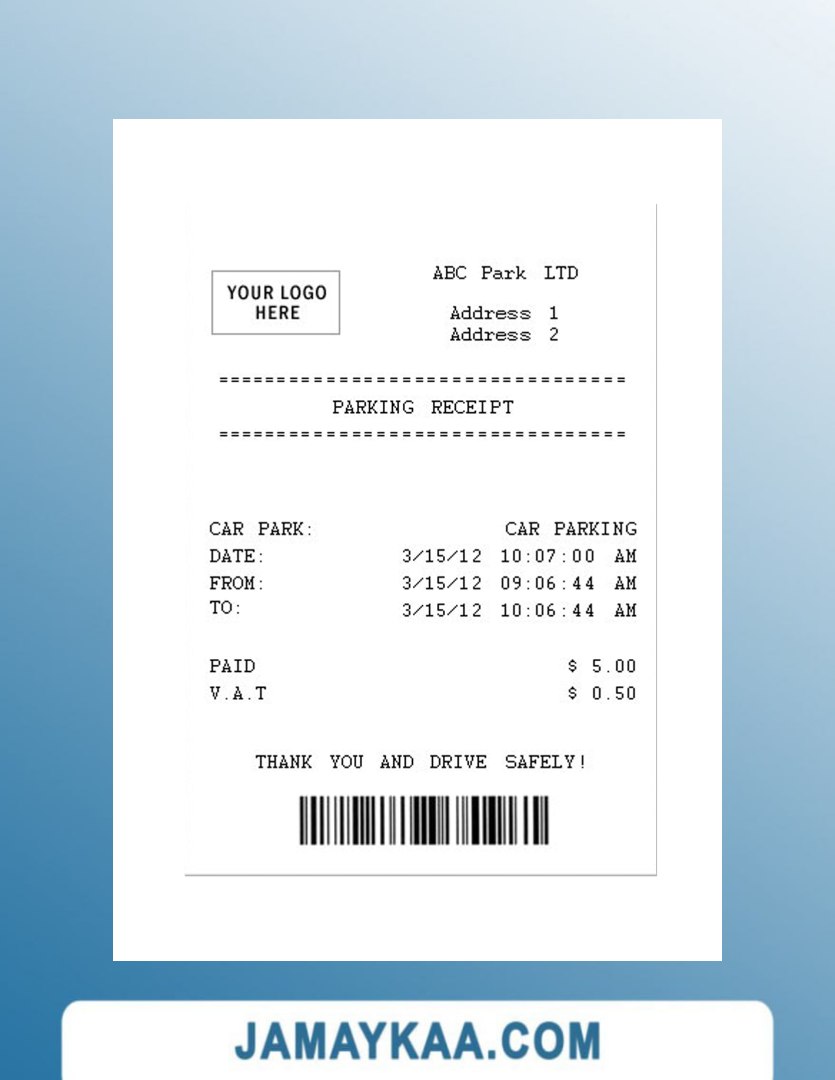 YOUR LOGO
HERE
ABC Park LTD
Address 1
Address 2
=================================
PARKING RECEIPT
=================================
CAR PARK: CAR PARKING
DATE: 3/15/12 10:07:00 AM
FROM: 3/15/12 09:06:44 AM
TO: 3/15/12 10:06:44 AM
PAID $ 5.00
V.A.T $ 0.50
THANK YOU AND DRIVE SAFELY!
JAMAYKAA.COM